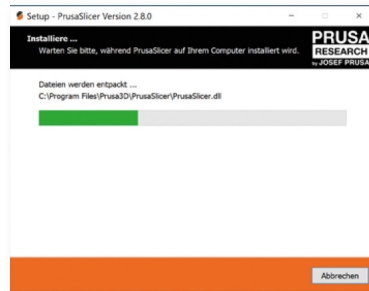 Setup - PrusaSlicer Version 2.8.0
Installiere ...
Warten Sie bitte, während PrusaSlicer auf Ihrem Computer installiert wird.
PRUSA
RESEARCH
by JOSEF PRUSA
Dateien werden entpackt ...
C:\Program Files\Prusa3D\PrusaSlicer\PrusaSlicer.dll
Abbrechen